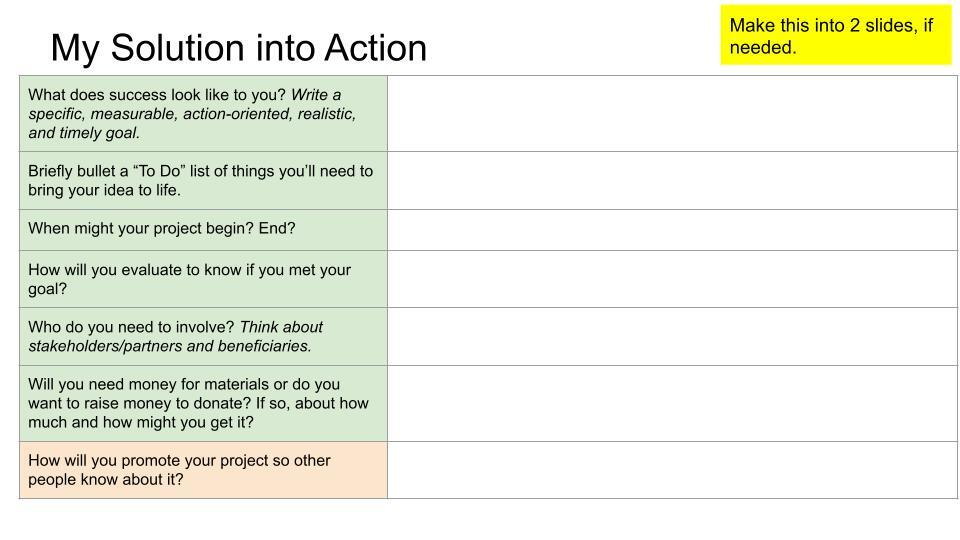 My Solution into Action
Make this into 2 slides, if
needed.
What does success look like to you? Write a
specific, measurable, action-oriented, realistic,
and timely goal.
Briefly bullet a “To Do” list of things you’ll need to
bring your idea to life.
When might your project begin? End?
How will you evaluate to know if you met your
goal?
Who do you need to involve? Think about
stakeholders/partners and beneficiaries.
Will you need money for materials or do you
want to raise money to donate? If so, about how
much and how might you get it?
How will you promote your project so other
people know about it?